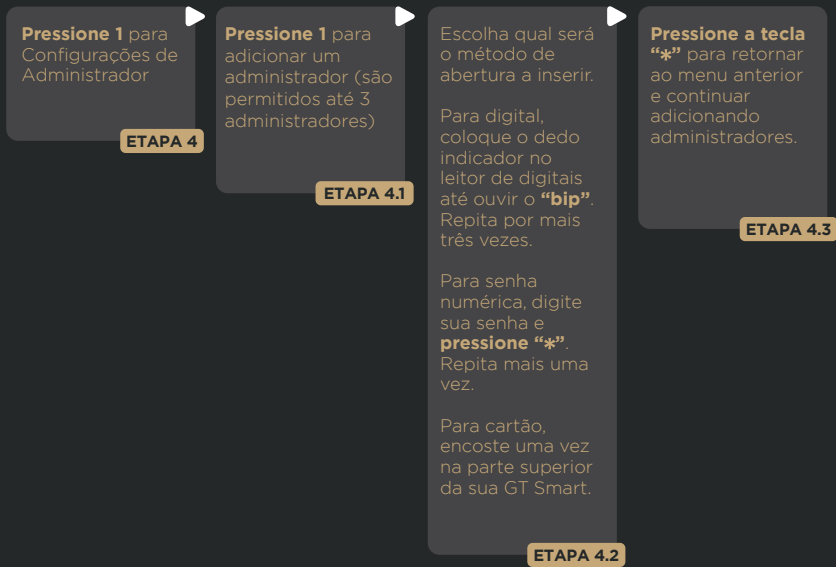 Pressione 1 para
Configurações de
Administrador
ETAPA 4
Pressione 1 para
adicionar um
administrador (são
permitidos até 3
administradores)
ETAPA 4.1
Escolha qual será
o método de
abertura a inserir.
Para digital,
coloque o dedo
indicador no
leitor de digitais
até ouvir o “bip”.
Repita por mais
três vezes.
Para senha
numérica, digite
sua senha e
pressione “*”.
Repita mais uma
vez.
Para cartão,
encoste uma vez
na parte superior
da sua GT Smart.
ETAPA 4.2
Pressione a tecla
“*” para retornar
ao menu anterior
e continuar
adicionando
administradores.
ETAPA 4.3